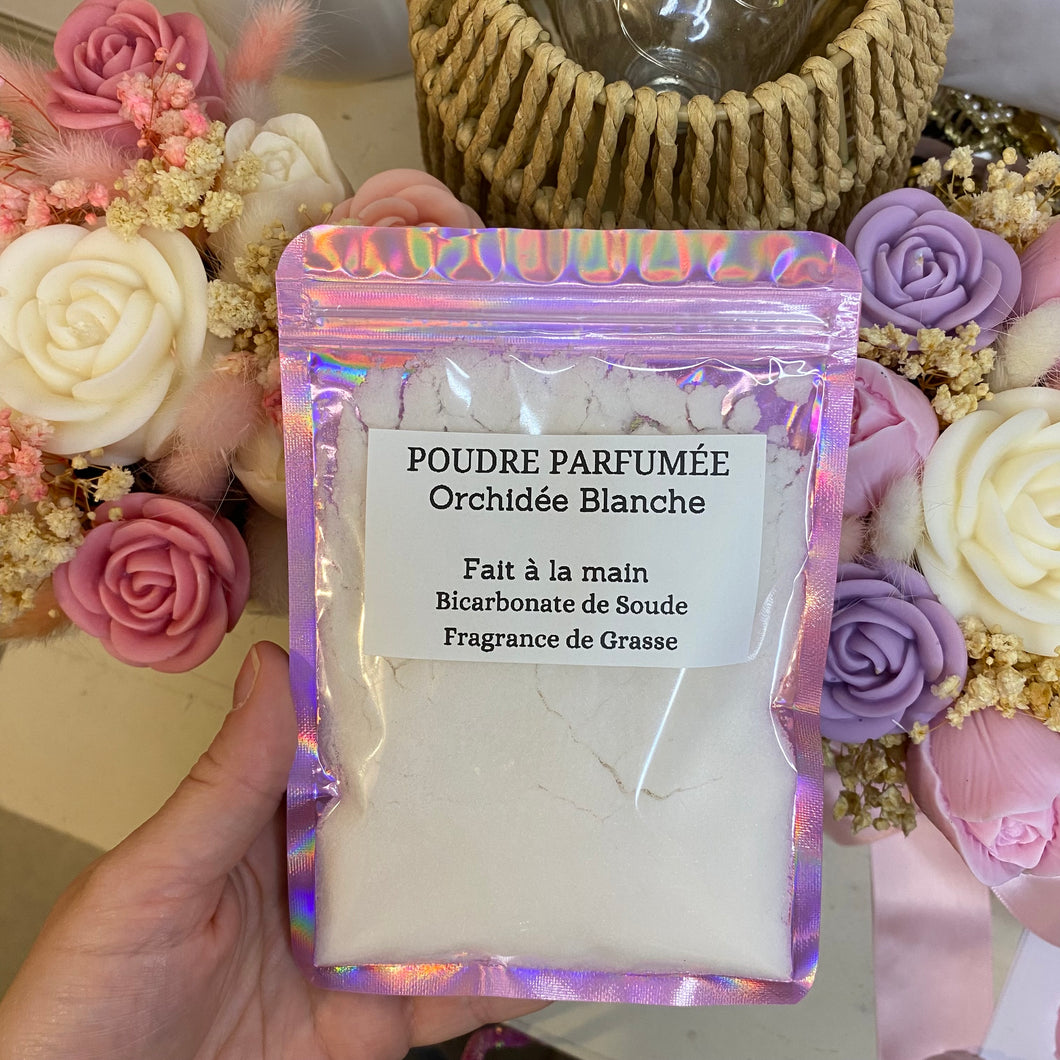 POUDRE PARFUMÉE
Orchidée Blanche
Fait à la main
Bicarbonate de Soude
Fragrance de Grasse